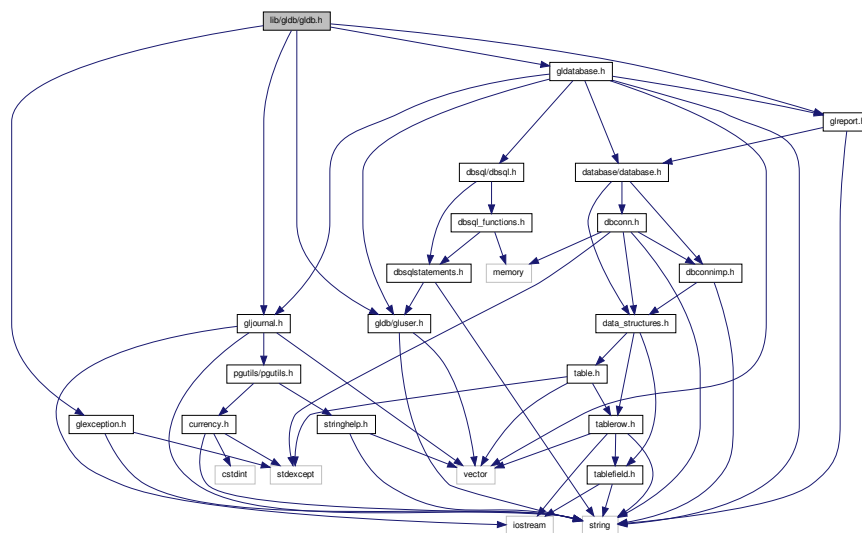 lib/gldb/gldb.h
gldatabase.h
glreport.h
dbsql/dbsql.h
database/database.h
dbsql_functions.h
dbconn.h
dbsqlstatements.h
memory
dbconnimp.h
gljournal.h
gldb/gluser.h
data_structures.h
pgutils/pgutils.h
table.h
glexception.h
currency.h
stringhelp.h
tablerow.h
cstdint
stdexcept
vector
tablefield.h
iostream
string